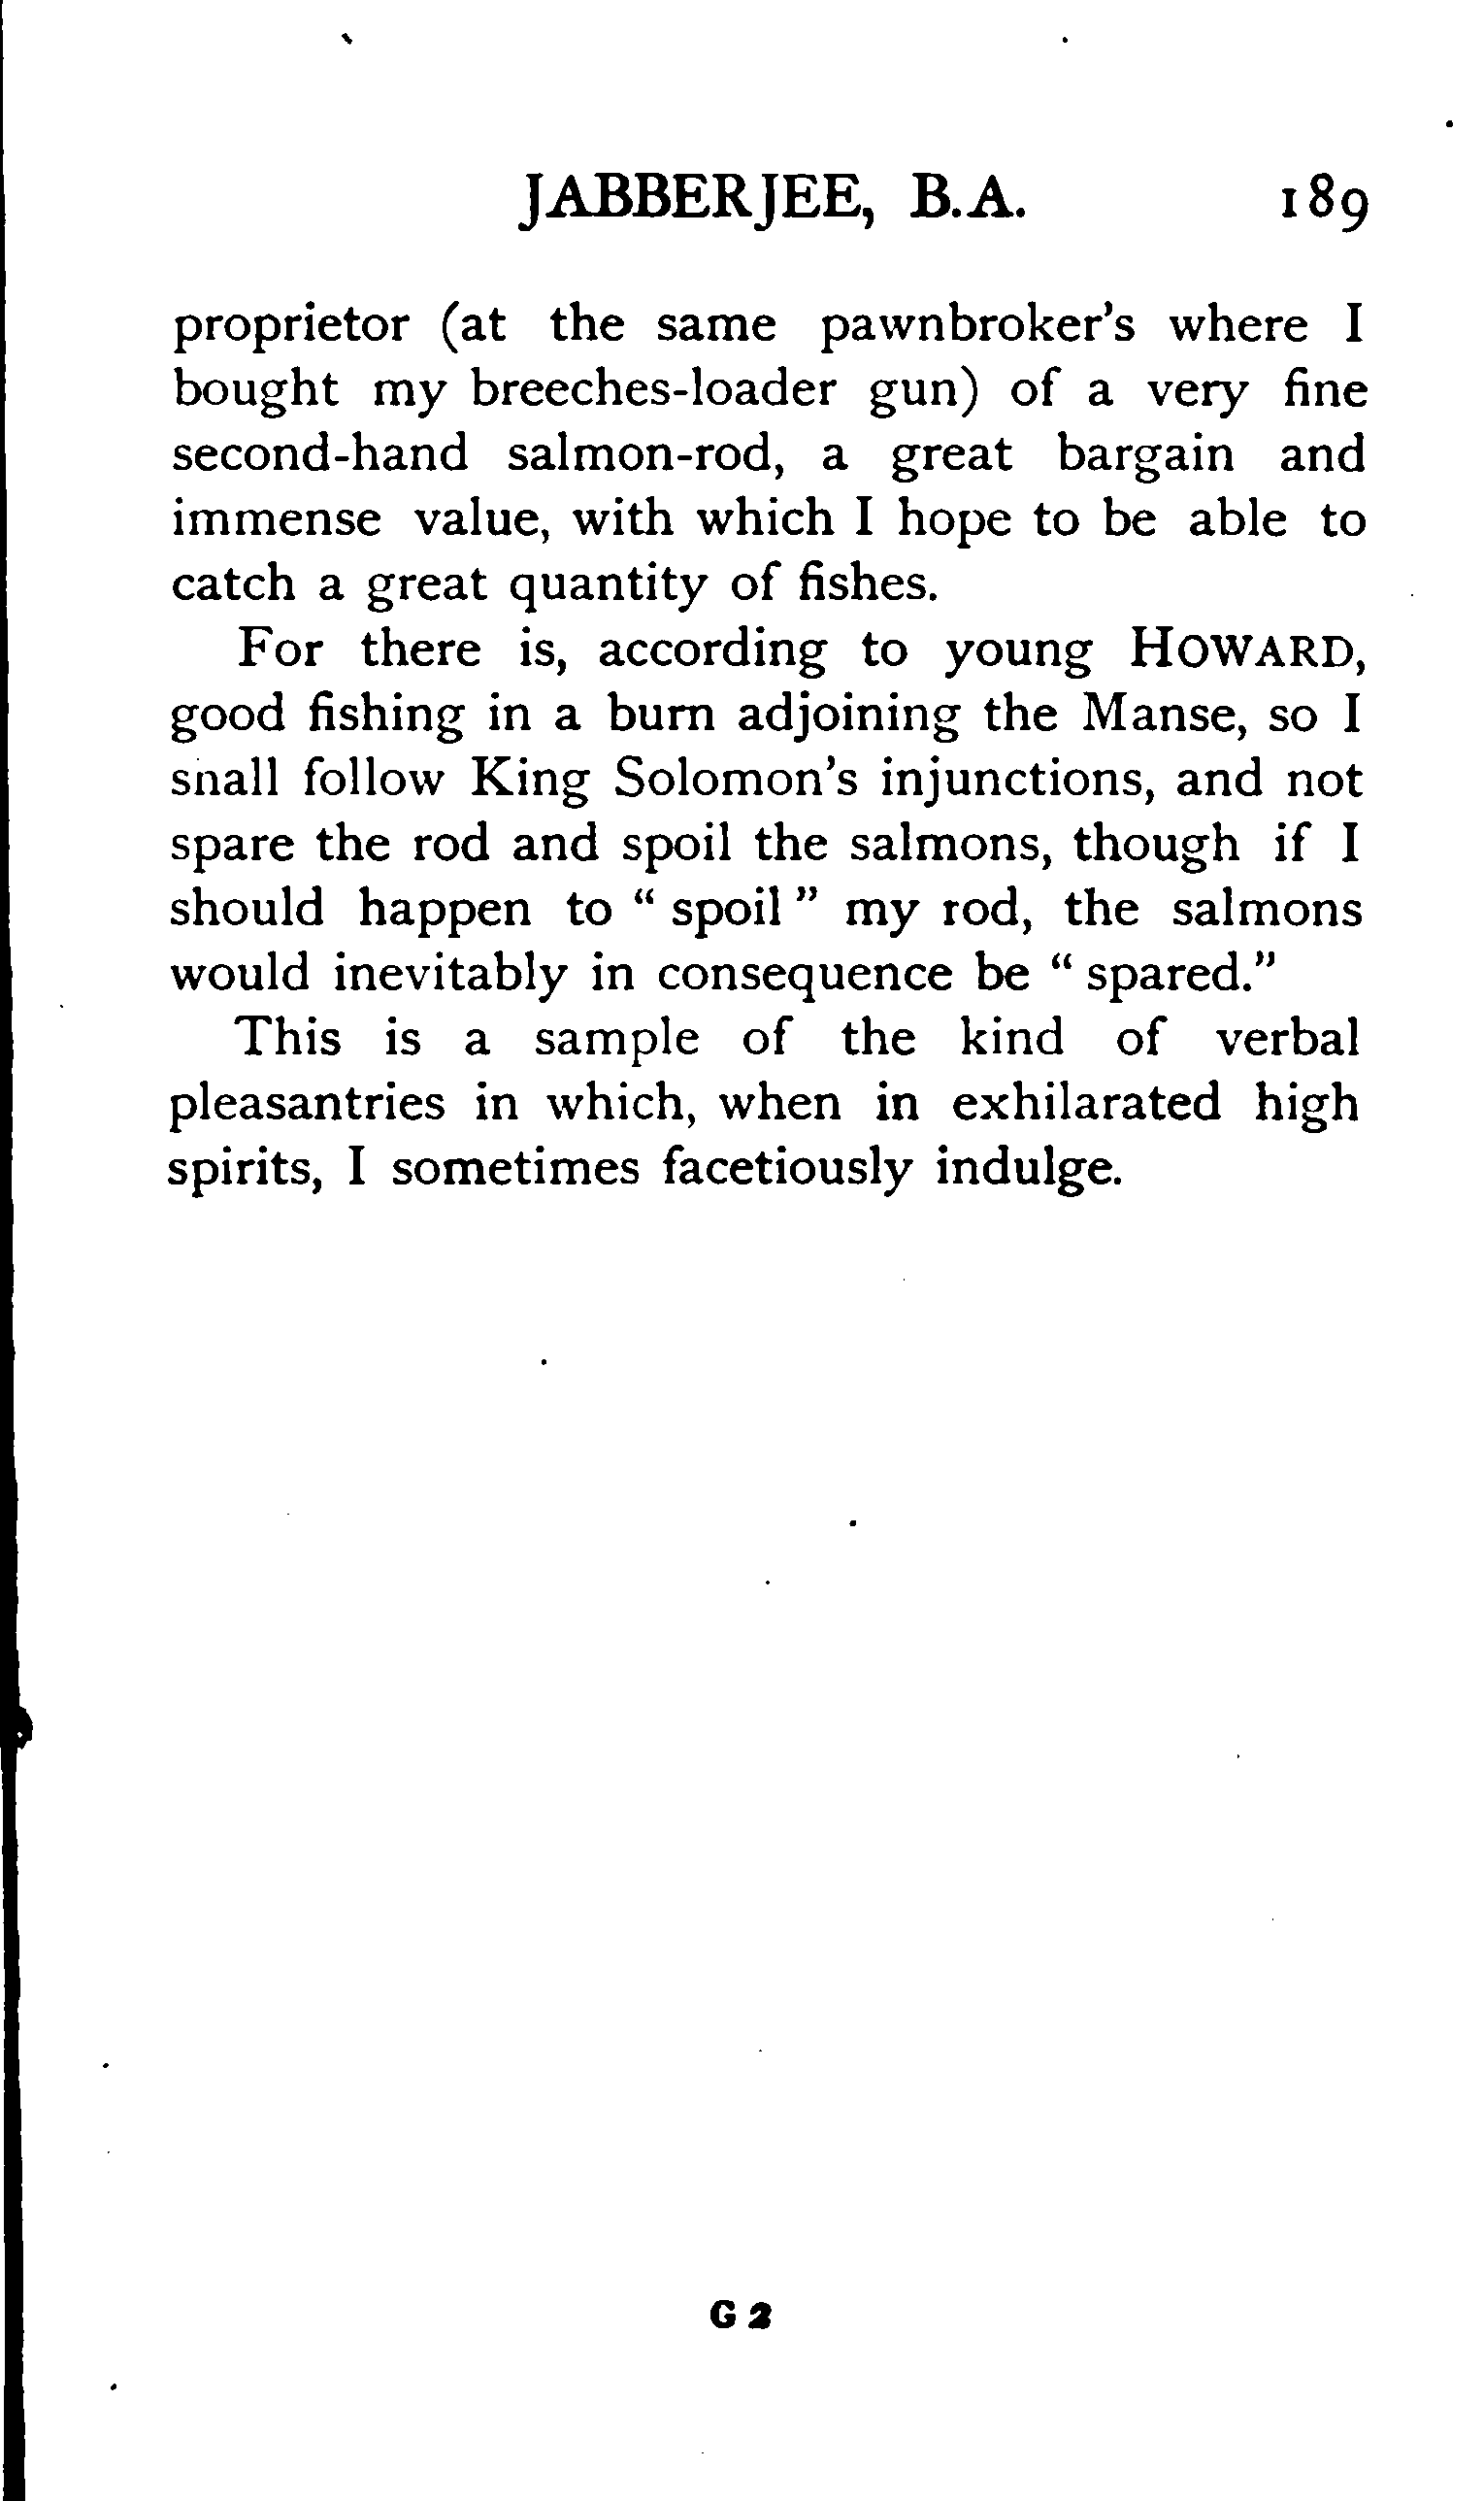 JABBERJEE, B.A. 189
proprietor (at the same pawnbroker's where I
bought my breeches-loader gun) of a very fine
second-hand salmon-rod, a great bargain and
immense value, with which I hope to be able to
catch a great quantity of fishes.
For there is, according to young HOWARD,
good fishing in a burn adjoining the Manse, so I
snall follow King Solomon's injunctions, and not
spare the rod and spoil the salmons, though if I
should happen to " spoil " my rod, the salmons
would inevitably in consequence be " spared."
This is a sample of the kind of verbal
pleasantries in which, when in exhilarated high
spirits, I sometimes facetiously indulge.
G 2